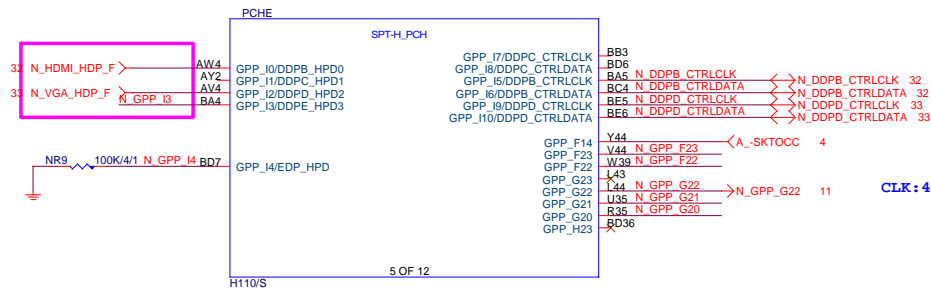 PCHE
SPT-H_PCH
32 N_HDMI_HDP_F AW4 GPP_I0/DDPB_HPD0
AY2 GPP_I1/DDPC_HPD1
33 N_VGA_HDP_F AV4 GPP_I2/DDPD_HPD2
N_GPP_I3 BA4 GPP_I3/DDPE_HPD3
NR9 100K/4/1 N_GPP_I4 BD7 GPP_I4/EDP_HPD
GPP_I7/DDPC_CTRLCLK BB3
GPP_I8/DDPC_CTRLDATA BD6
GPP_I5/DDPB_CTRLCLK BA5 N_DDPB_CTRLCLK N_DDPB_CTRLCLK 32
GPP_I6/DDPB_CTRLDATA BC4 N_DDPB_CTRLDATA N_DDPB_CTRLDATA 32
GPP_I9/DDPD_CTRLCLK BE5 N_DDPD_CTRLCLK N_DDPD_CTRLCLK 33
GPP_I10/DDPD_CTRLDATA BE6 N_DDPD_CTRLDATA N_DDPD_CTRLDATA 33
GPP_F14 Y44 A_-SKTOCC 4
GPP_F23 V44 N_GPP_F23
GPP_F22 W39 N_GPP_F22
GPP_G23 L43
GPP_G22 L44 N_GPP_G22 N_GPP_G22 11
GPP_G21 U35 N_GPP_G21
GPP_G20 R35 N_GPP_G20
GPP_H23 BD36
CLK:4
5 OF 12
H110/S